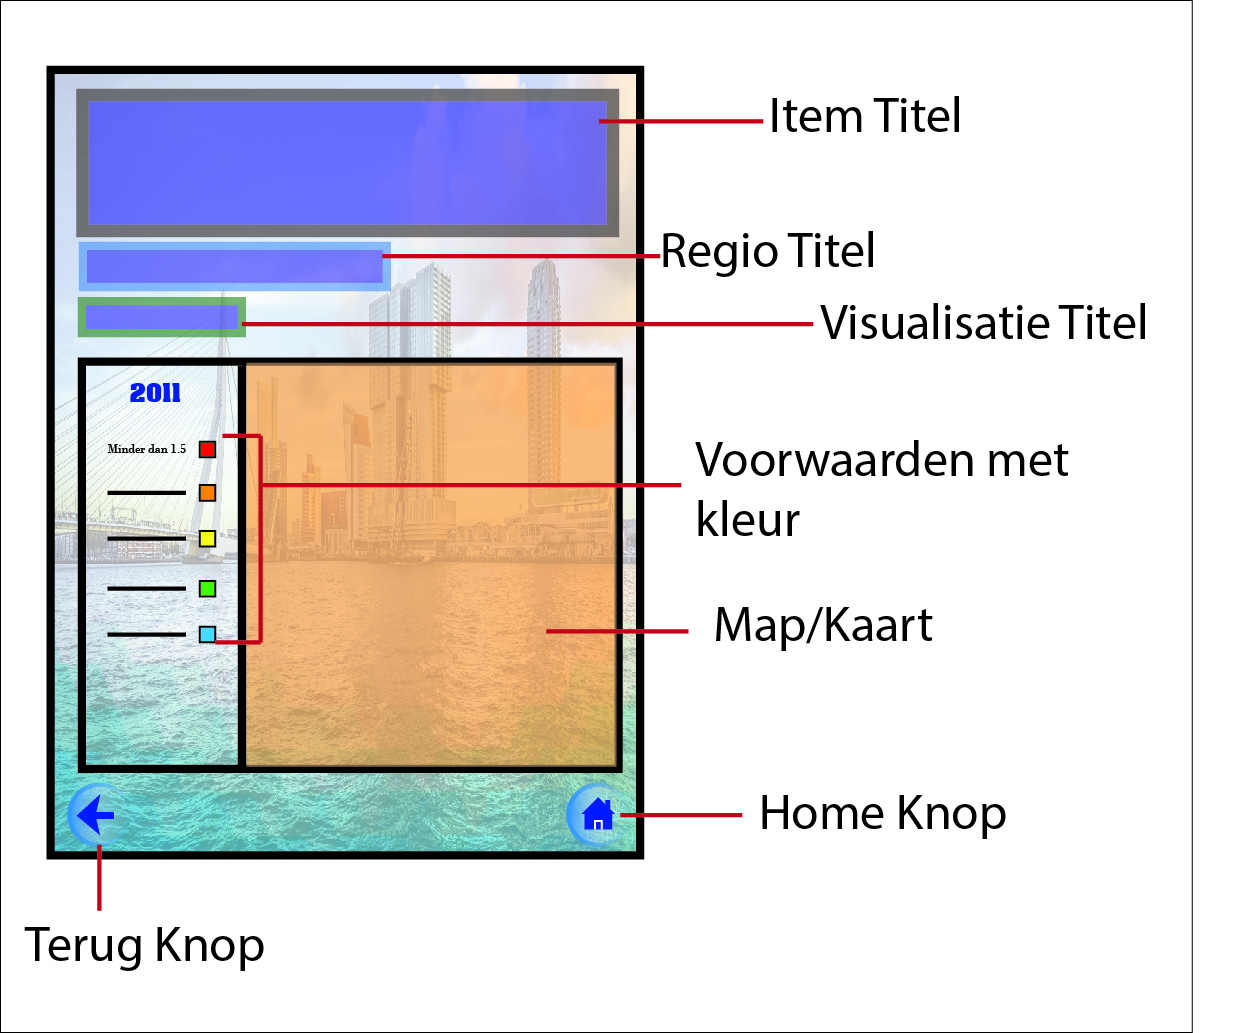 Item Titel
Regio Titel
Visualisatie Titel
2011
Minder dan 1.5
Voorwaarden met
kleur
Map/Kaart
Home Knop
Terug Knop